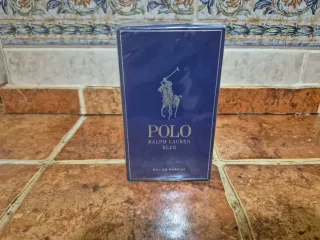 POLO
RALPH LAUREN
BLUE
EAU DE PARFUM